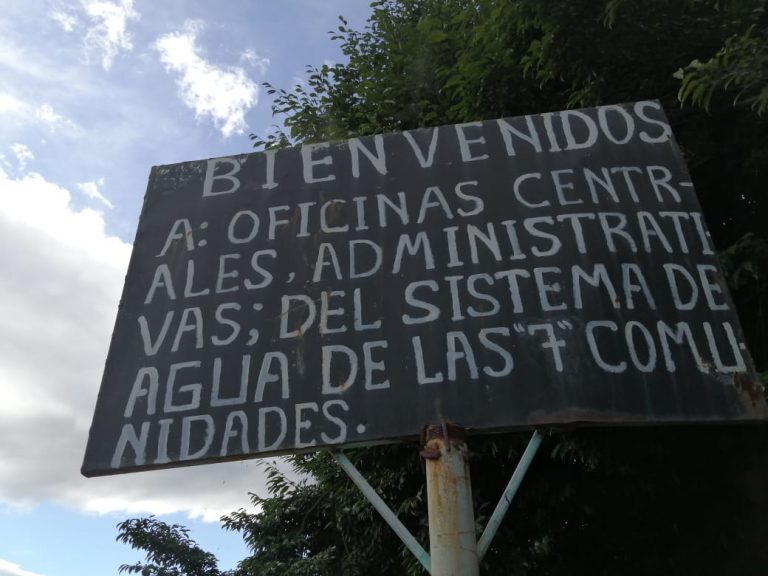 BIENVENIDOS
A: OFICINAS CENTR-
ALES, ADMINISTRATI-
VAS; DEL SISTEMA DE
AGUA DE LAS "7" COMU
NIDADES.